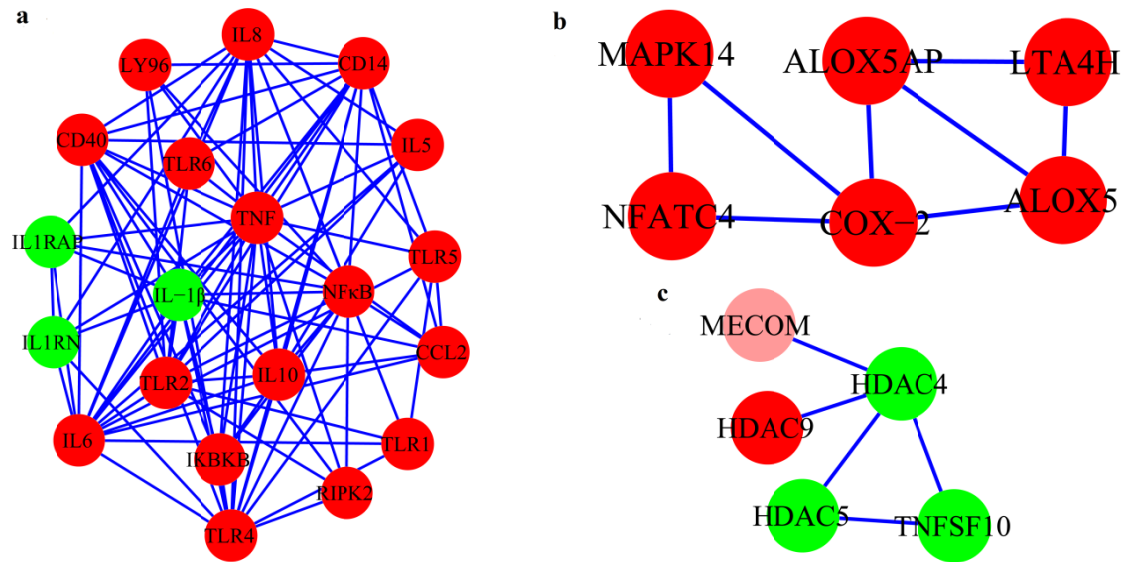 a
IL8
LY96
CD14
CD40
TLR6
IL5
TNF
IL1RAP
TLR5
IL-1β
NFκB
IL1RN
CCL2
TLR2
IL10
IL6
IKBKB
TLR1
RIPK2
TLR4
b
MAPK14
ALOX5AP
LTA4H
NFATC4
COX-2
ALOX5
c
MECOM
HDAC4
HDAC9
HDAC5
TNFSF10